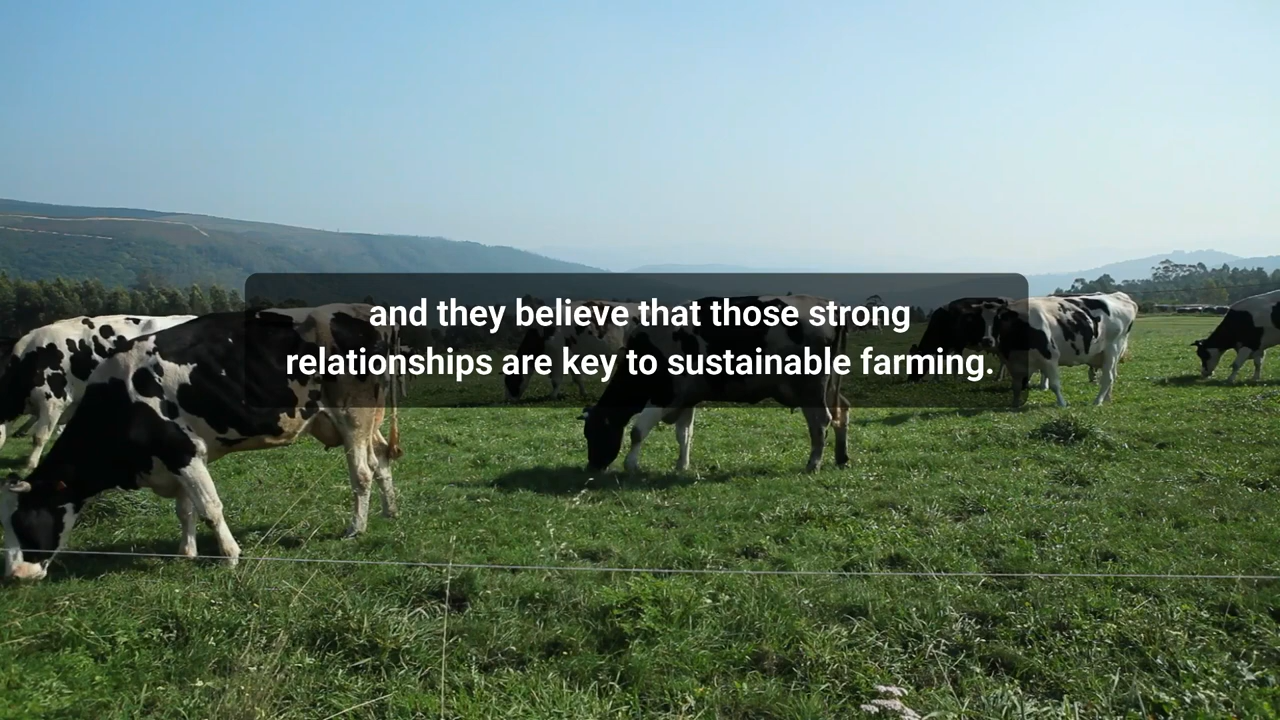 and they believe that those strong
relationships are key to sustainable farming.